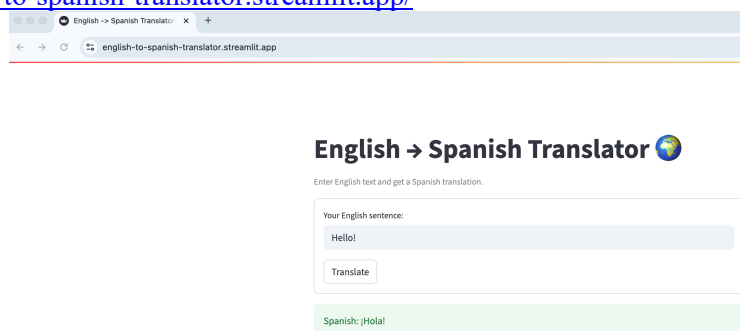 to-spanish-translator.streamlit.app/
English -> Spanish Translator
english-to-spanish-translator.streamlit.app
English → Spanish Translator
Enter English text and get a Spanish translation.
Your English sentence:
Hello!
Translate
Spanish: ¡Hola!